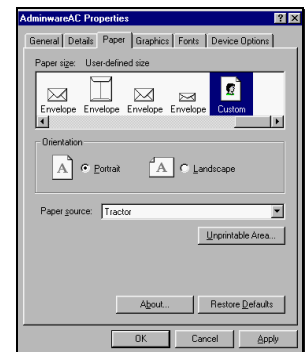 AdminwareAC Properties
General Details Paper Graphics Fonts Device Options
Paper size: User-defined size
Envelope Envelope Envelope Envelope Custom
Orientation
A Portrait A Landscape
Paper source: Tractor
Unprintable Area...
About... Restore Defaults
OK Cancel Apply